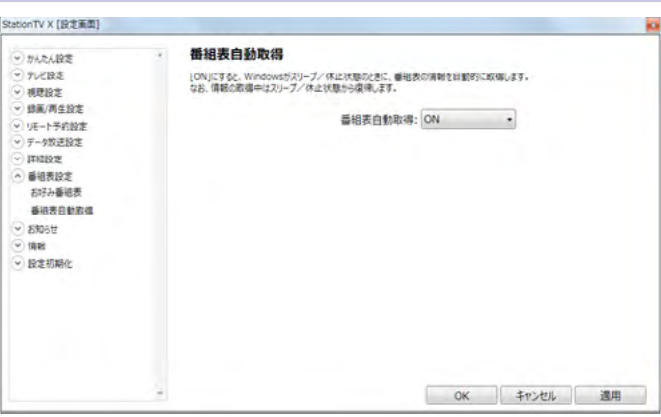 StationTV X [設定画面]
かんたん設定
テレビ設定
視聴設定
録画/再生設定
リモート予約設定
データ放送設定
詳細設定
番組表設定
お好み番組表
番組表自動取得
お知らせ
情報
設定初期化
番組表自動取得
[ON]にすると、Windowsがスリープ/休止状態のときに、番組表の情報を自動的に取得します。
なお、情報の取得中はスリープ/休止状態から復帰します。
番組表自動取得: ON
OK キャンセル 適用